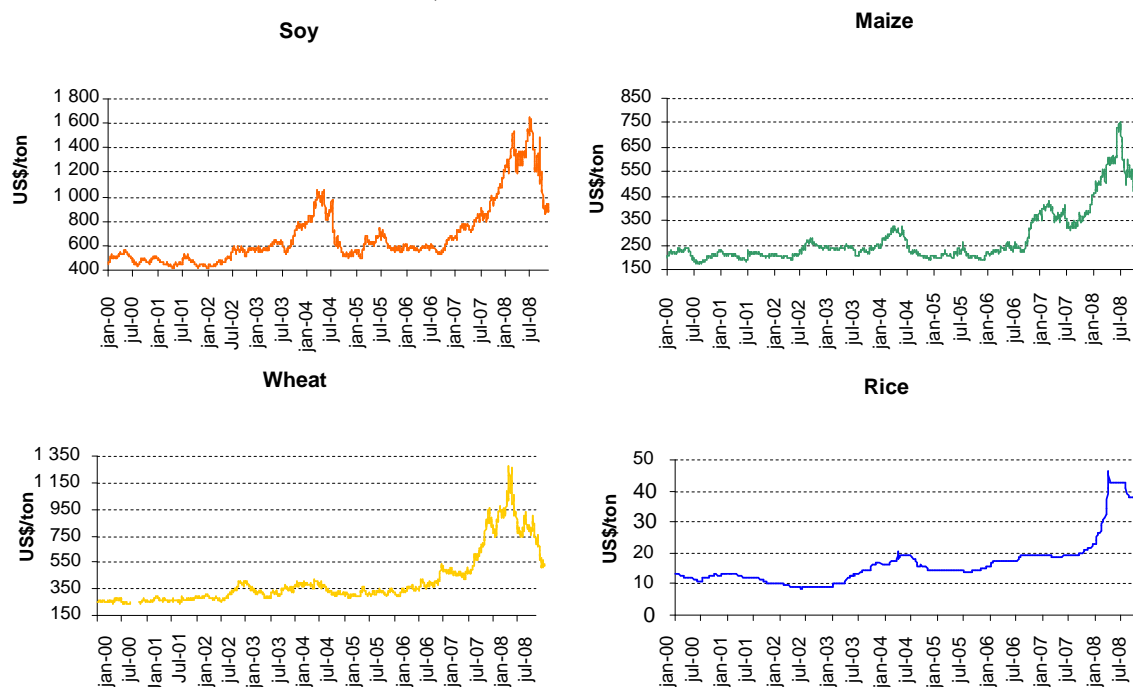 Soy
US$/ton
1 800
1 600
1 400
1 200
1 000
800
600
400
jan-00
jul-00
jan-01
jul-01
jan-02
Jul-02
jan-03
jul-03
jan-04
jul-04
jan-05
jul-05
jan-06
jul-06
jan-07
jul-07
jan-08
jul-08
Maize
US$/ton
850
750
650
550
450
350
250
150
jan-00
jul-00
jan-01
jul-01
jan-02
jul-02
jan-03
jul-03
jan-04
jul-04
jan-05
jul-05
jan-06
jul-06
jan-07
jul-07
jan-08
jul-08
Wheat
US$/ton
1 350
1 150
950
750
550
350
150
jan-00
jul-00
Jan-01
Jul-01
jan-02
jul-02
jan-03
jul-03
jan-04
jul-04
jan-05
jul-05
jan-06
jul-06
jan-07
jul-07
jan-08
jul-08
Rice
US$/ton
50
40
30
20
10
0
jan-00
jul-00
jan-01
jul-01
jan-02
jul-02
jan-03
jul-03
jan-04
jul-04
jan-05
jul-05
jan-06
jul-06
jan-07
jul-07
jan-08
jul-08